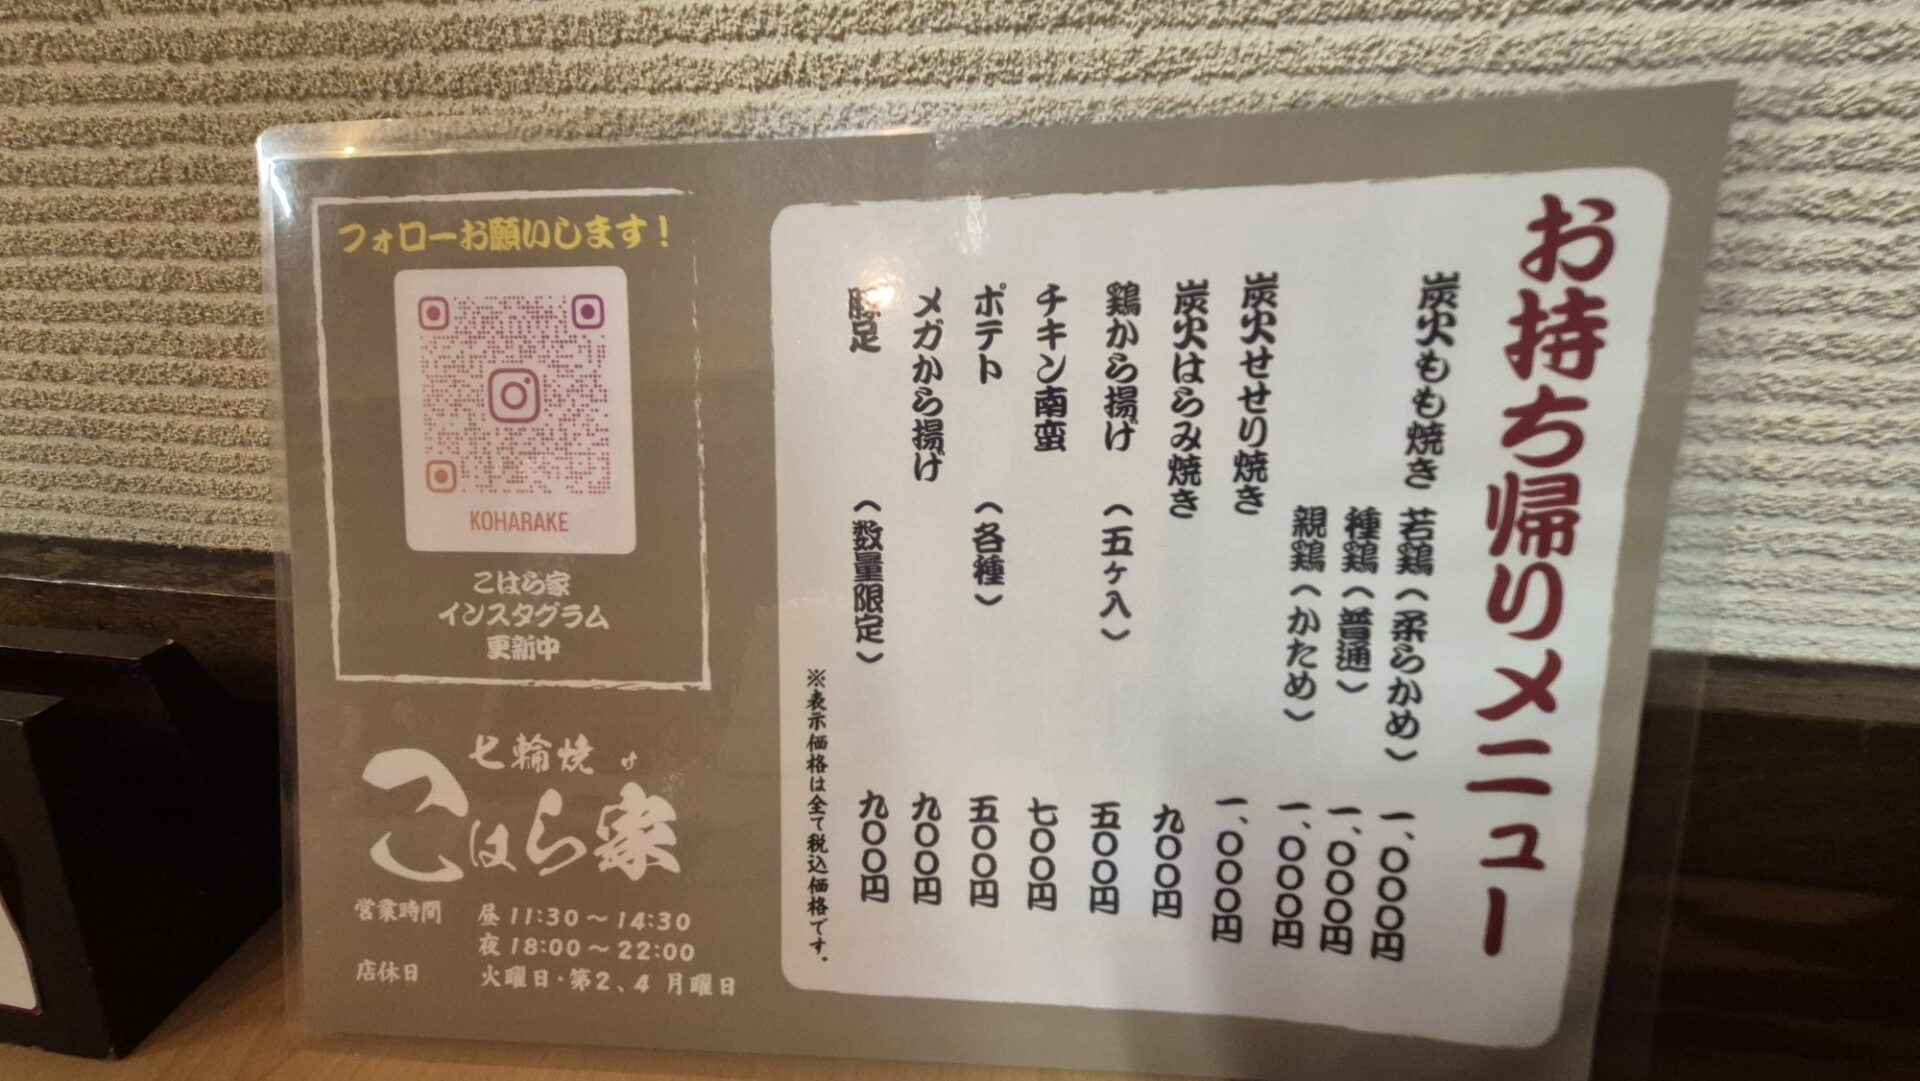 お持ち帰りメニュー
炭火もも焼き 若鶏(柔らかめ) 一、〇〇〇円
種鶏(普通) 一、〇〇〇円
親鶏(かため) 一、〇〇〇円
炭火せせり焼き 一、〇〇〇円
炭火はらみ焼き 九〇〇円
鶏から揚げ (五ヶ入) 五〇〇円
チキン南蛮 七〇〇円
ポテト (各種) 五〇〇円
メガから揚げ 九〇〇円
豚足 (数量限定) 九〇〇円
※表示価格は全て税込価格です.
フォローお願いします!
KOHARAKE
こはら家
インスタグラム
更新中
七輪焼
こはら家
け
営業時間 昼 11:30~14:30
夜 18:00~22:00
店休日 火曜日・第2、4 月曜日